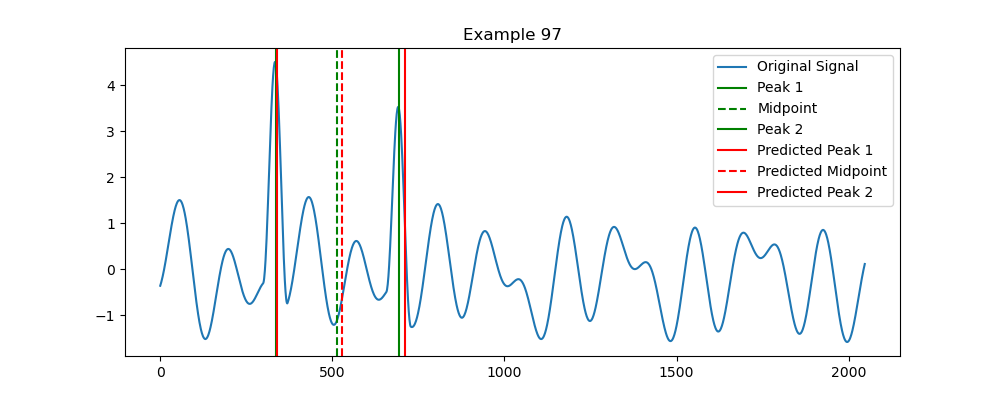 Example 97
Original Signal
Peak 1
Midpoint
Peak 2
Predicted Peak 1
Predicted Midpoint
Predicted Peak 2
4
3
2
1
0
−1
0 500 1000 1500 2000